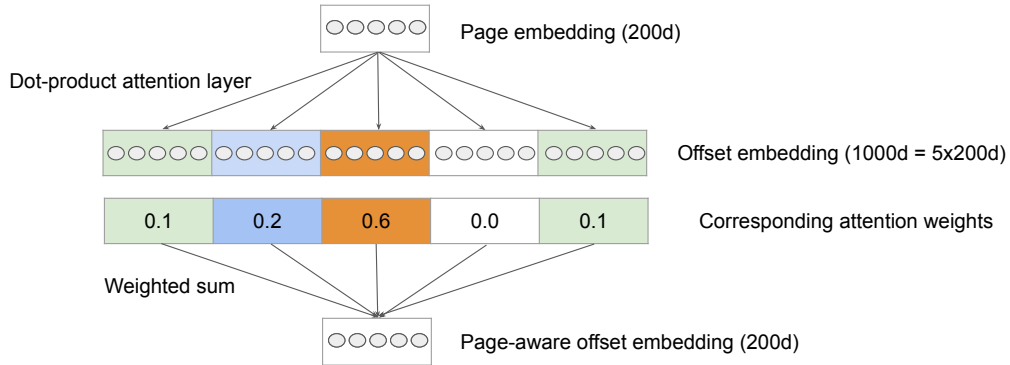 Page embedding (200d)
Dot-product attention layer
Offset embedding (1000d = 5x200d)
0.1 0.2 0.6 0.0 0.1 Corresponding attention weights
Weighted sum
Page-aware offset embedding (200d)